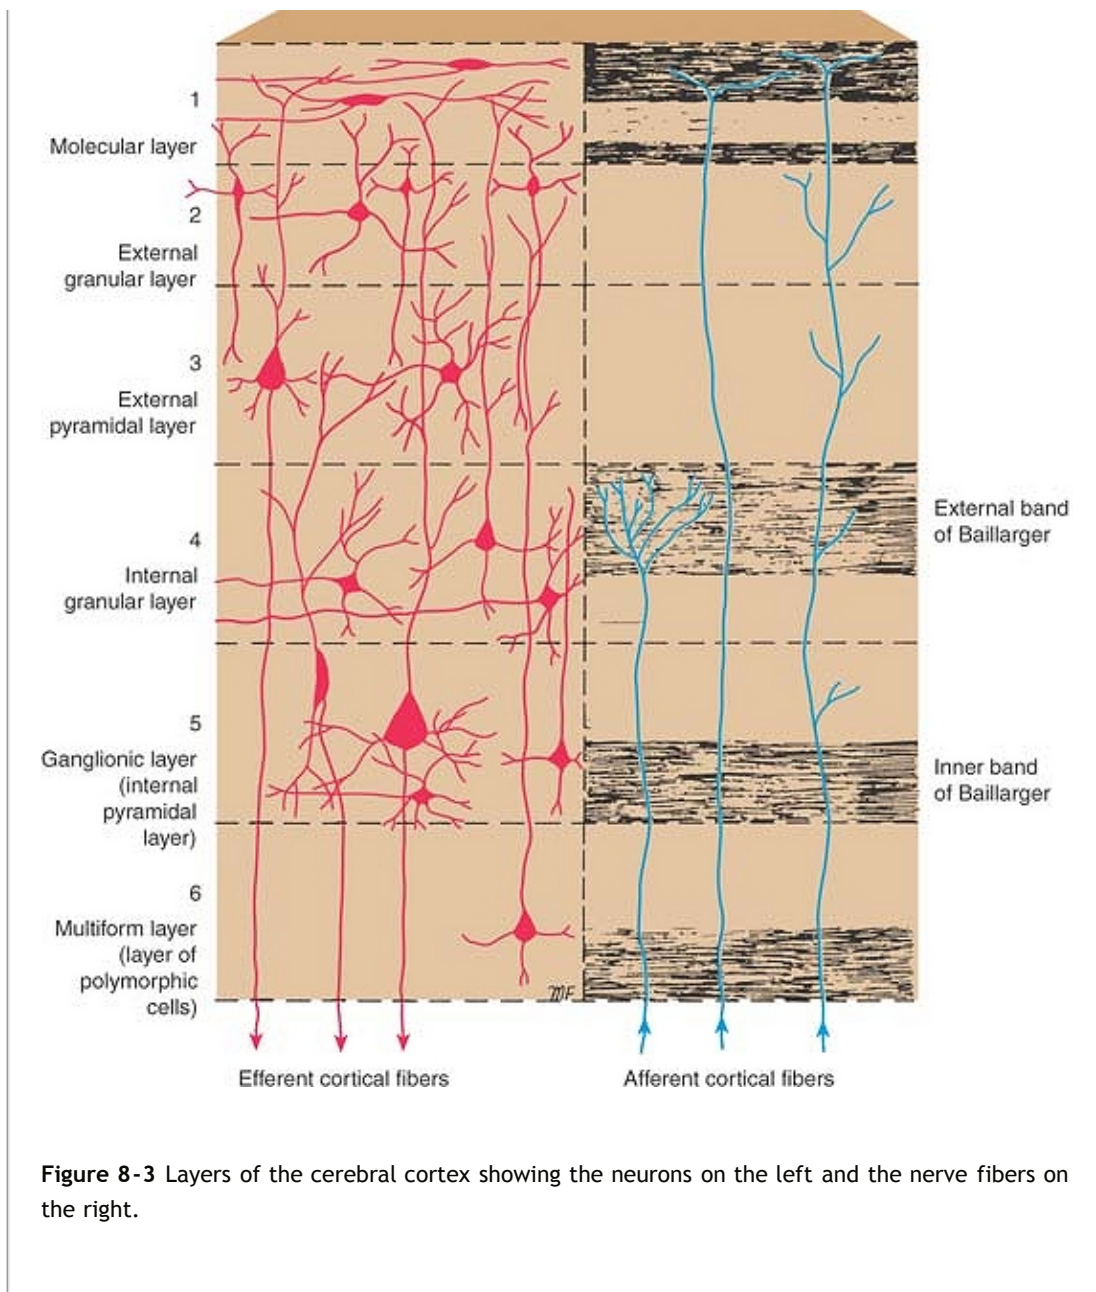 1
Molecular layer
2
External
granular layer
3
External
pyramidal layer
4
Internal
granular layer
5
Ganglionic layer
(internal
pyramidal
layer)
6
Multiform layer
(layer of
polymorphic
cells)
External band
of Baillarger
Inner band
of Baillarger
MF
Efferent cortical fibers
Afferent cortical fibers
Figure 8-3 Layers of the cerebral cortex showing the neurons on the left and the nerve fibers on
the right.